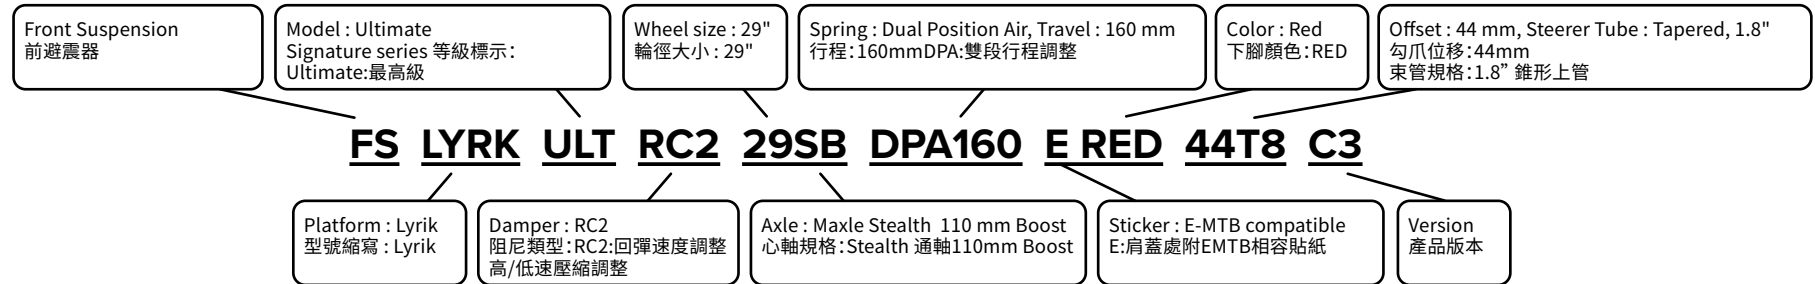 Front Suspension
前避震器
Model : Ultimate
Signature series 等級標示：
Ultimate:最高級
Wheel size : 29"
輪徑大小 : 29"
Spring : Dual Position Air, Travel : 160 mm
行程：160mmDPA:雙段行程調整
Color : Red
下腳顏色：RED
Offset : 44 mm, Steerer Tube : Tapered, 1.8"
勾爪位移：44mm
束管規格：1.8” 錐形上管
FS LYRK ULT RC2 29SB DPA160 E RED 44T8 C3
Platform : Lyrik
型號縮寫 : Lyrik
Damper : RC2
阻尼類型：RC2:回彈速度調整
高/低速壓縮調整
Axle : Maxle Stealth 110 mm Boost
心軸規格：Stealth 通軸110mm Boost
Sticker : E-MTB compatible
E:肩蓋處附EMTB相容貼紙
Version
產品版本